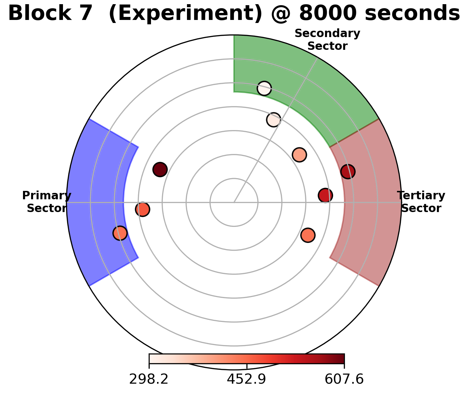 Block 7  (Experiment) @ 8000 seconds
Secondary
Sector
Primary
Sector
Tertiary
Sector
298.2 452.9 607.6